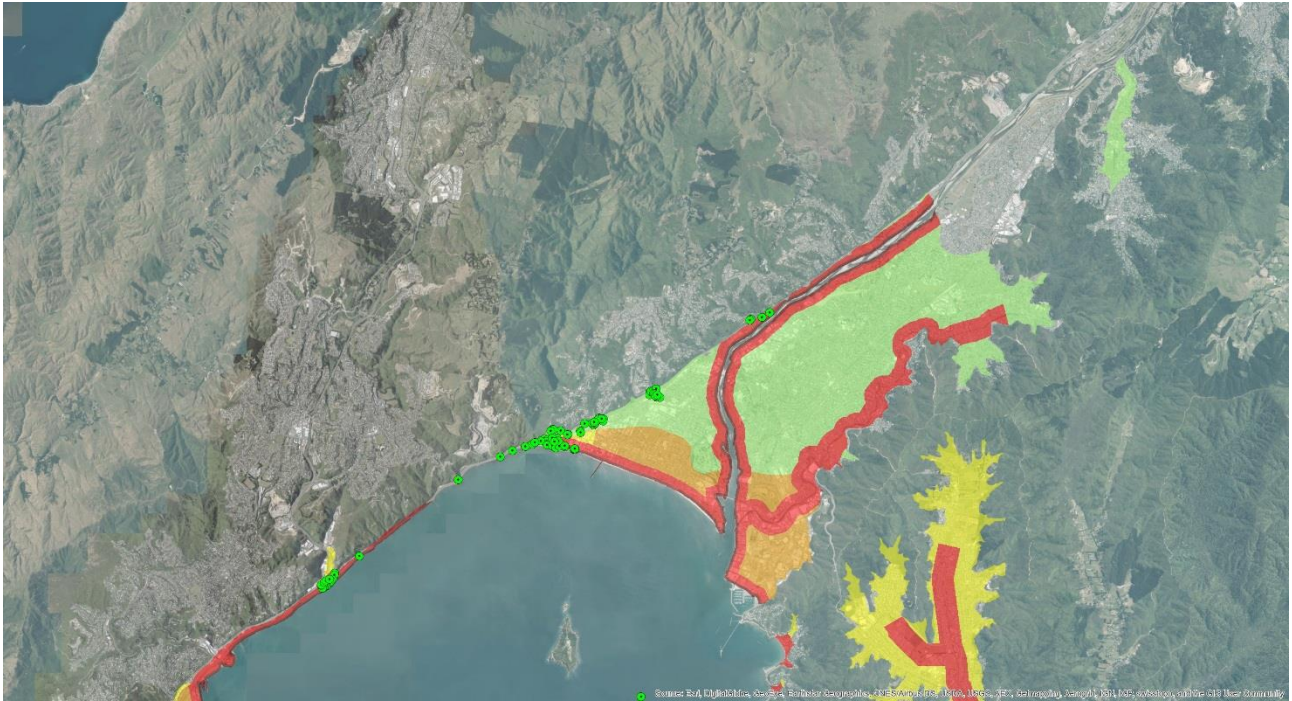 Source: Esri, DigitalGlobe, GeoEye, Earthstar Geographics, CNES/Airbus DS, USDA, USGS, AEX, Getmapping, Aerogrid, IGN, IGP, swisstopo, and the GIS User Community